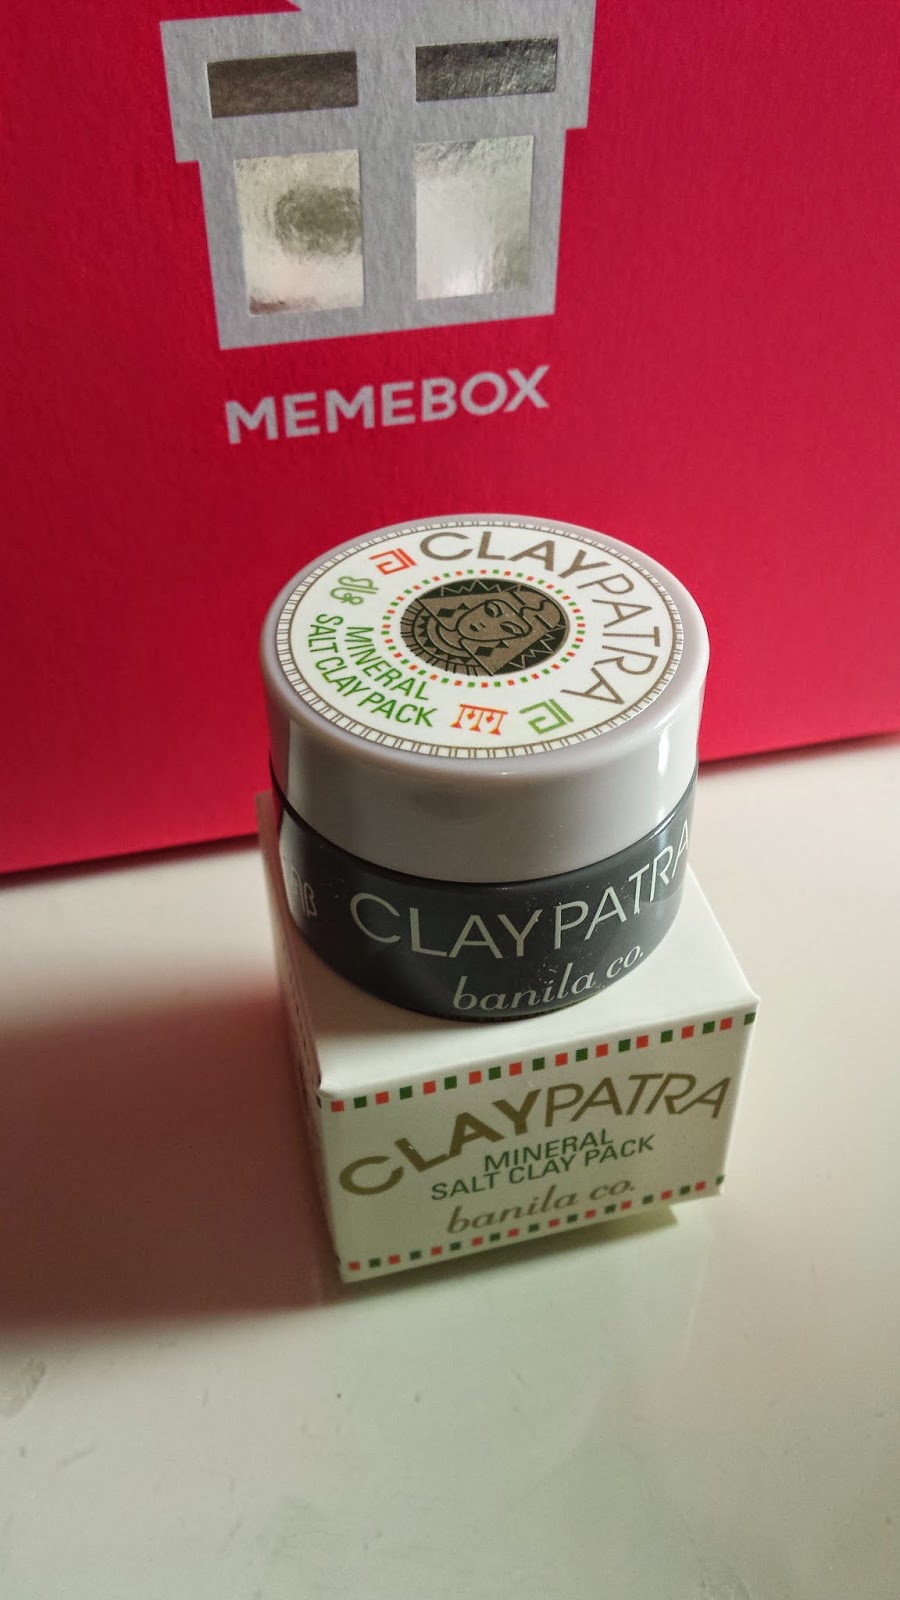 MEMEBOX
CLAYPATRA
MINERAL
SALT CLAY PACK
CLAYPATRA
banila co.
CLAYPATRA
MINERAL
SALT CLAY PACK
banila co.